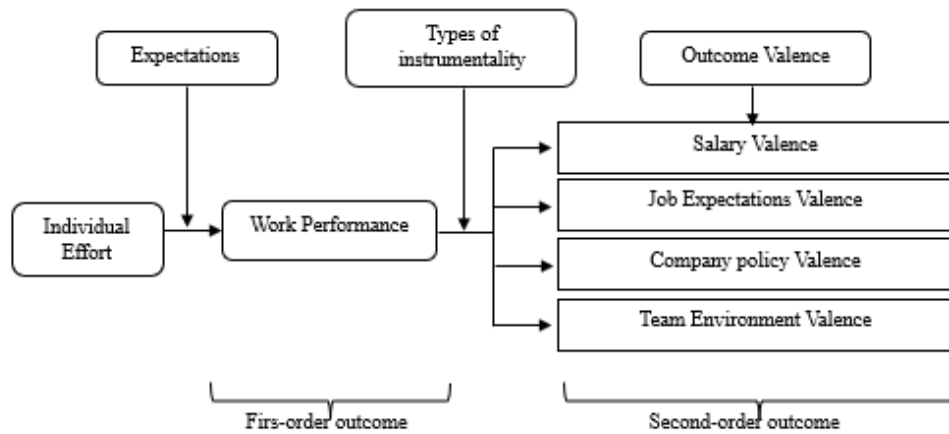 Expectations
Types of
instrumentality
Outcome Valence
Individual
Effort
Work Performance
Salary Valence
Job Expectations Valence
Company policy Valence
Team Environment Valence
Firs-order outcome
Second-order outcome